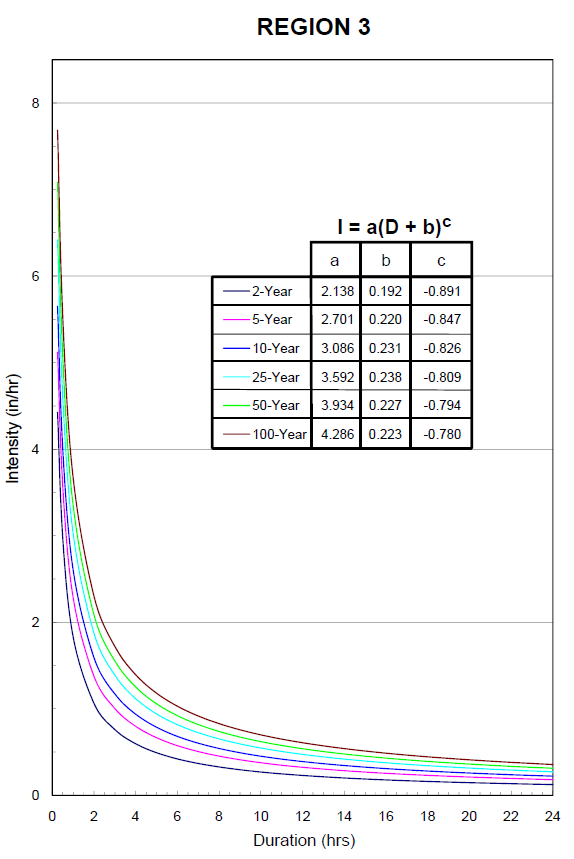 REGION 3
8
6
4
2
0
Intensity (in/hr)
I = a(D + b)^c
a b c
2-Year 2.138 0.192 -0.891
5-Year 2.701 0.220 -0.847
10-Year 3.086 0.231 -0.826
25-Year 3.592 0.238 -0.809
50-Year 3.934 0.227 -0.794
100-Year 4.286 0.223 -0.780
0 2 4 6 8 10 12 14 16 18 20 22 24
Duration (hrs)